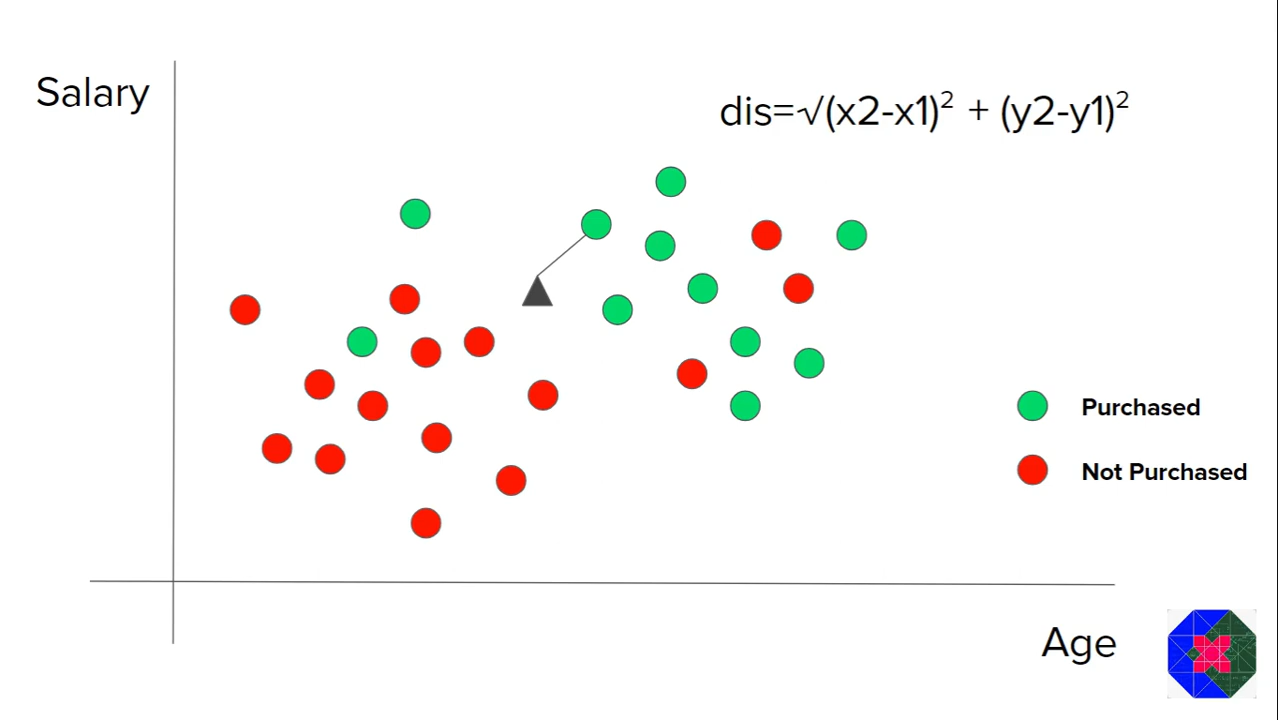 Salary
dis=√(x2-x1)² + (y2-y1)²
Purchased
Not Purchased
Age